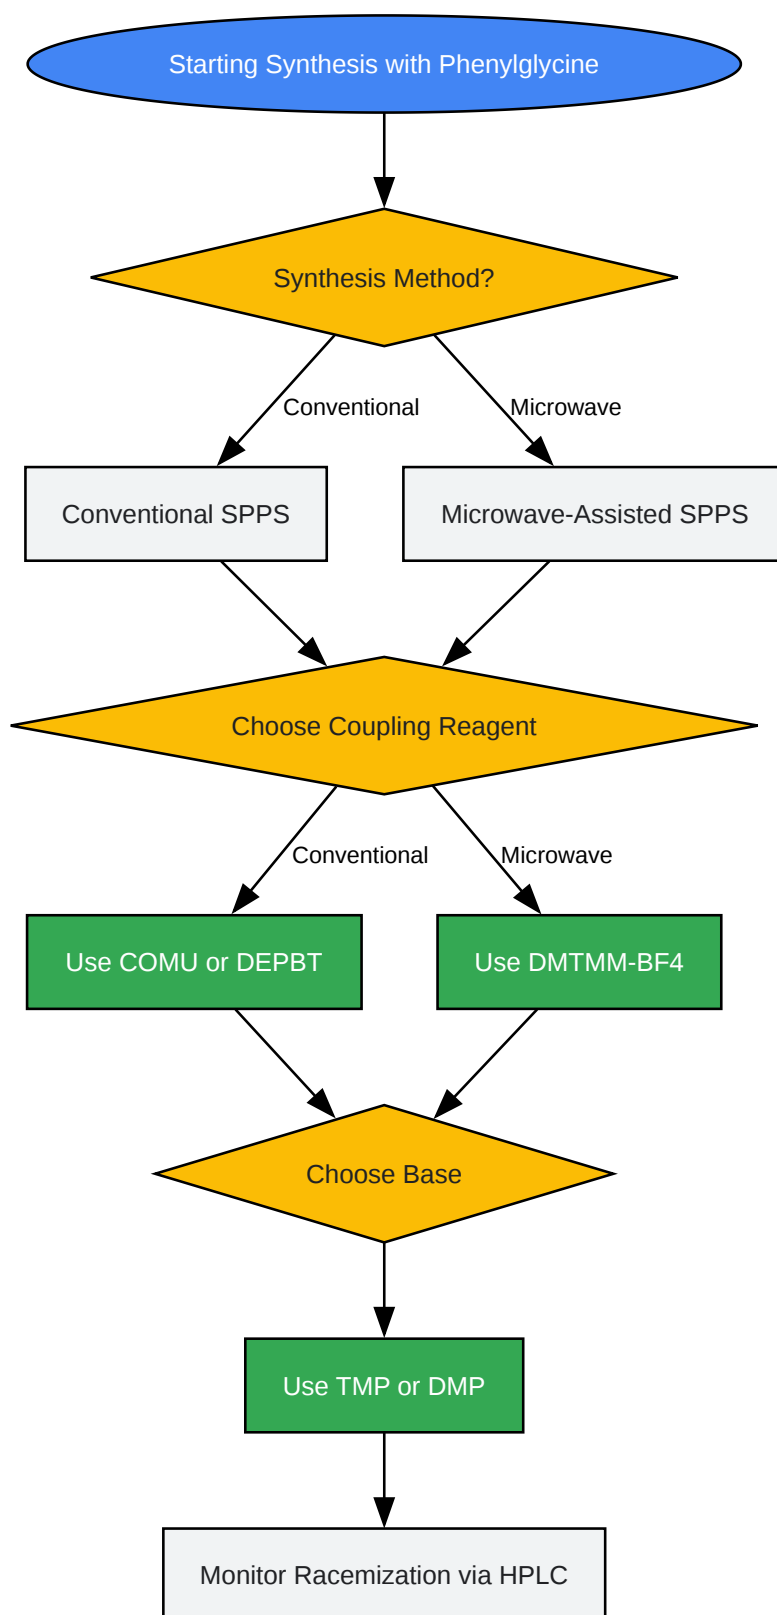 Starting Synthesis with Phenylglycine
Synthesis Method?
Conventional
Microwave
Conventional SPPS
Microwave-Assisted SPPS
Choose Coupling Reagent
Conventional
Microwave
Use COMU or DEPBT
Use DMTMM-BF4
Choose Base
Use TMP or DMP
Monitor Racemization via HPLC